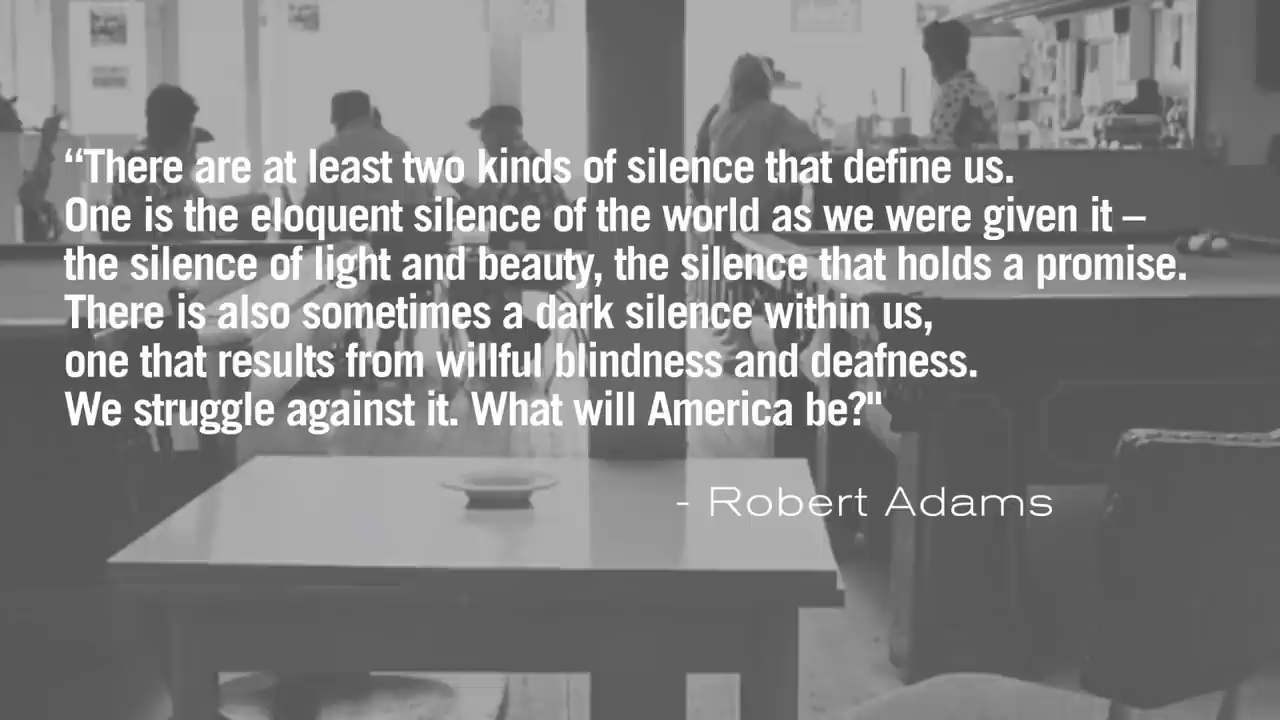 “There are at least two kinds of silence that define us.
One is the eloquent silence of the world as we were given it –
the silence of light and beauty, the silence that holds a promise.
There is also sometimes a dark silence within us,
one that results from willful blindness and deafness.
We struggle against it. What will America be?"
- Robert Adams